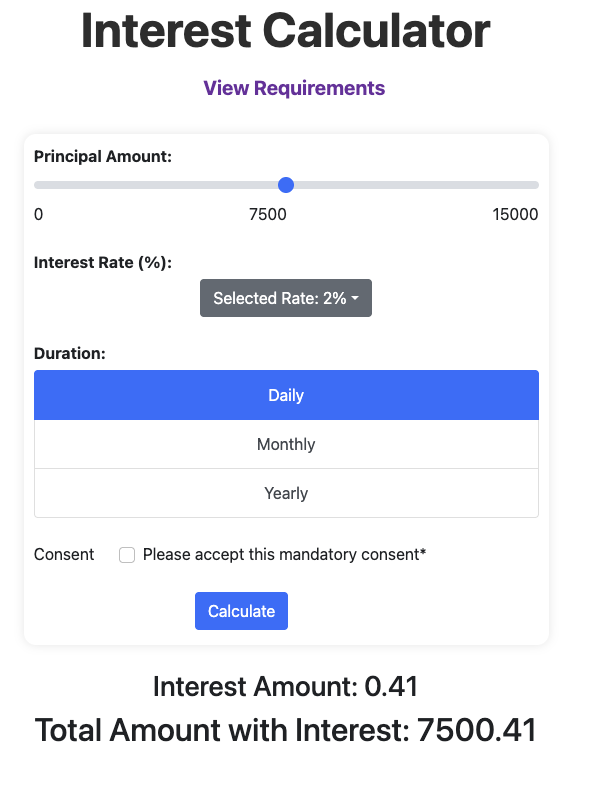 Interest Calculator
View Requirements
Principal Amount:
0 7500 15000
Interest Rate (%):
Selected Rate: 2%
Duration:
Daily
Monthly
Yearly
Consent Please accept this mandatory consent*
Calculate
Interest Amount: 0.41
Total Amount with Interest: 7500.41